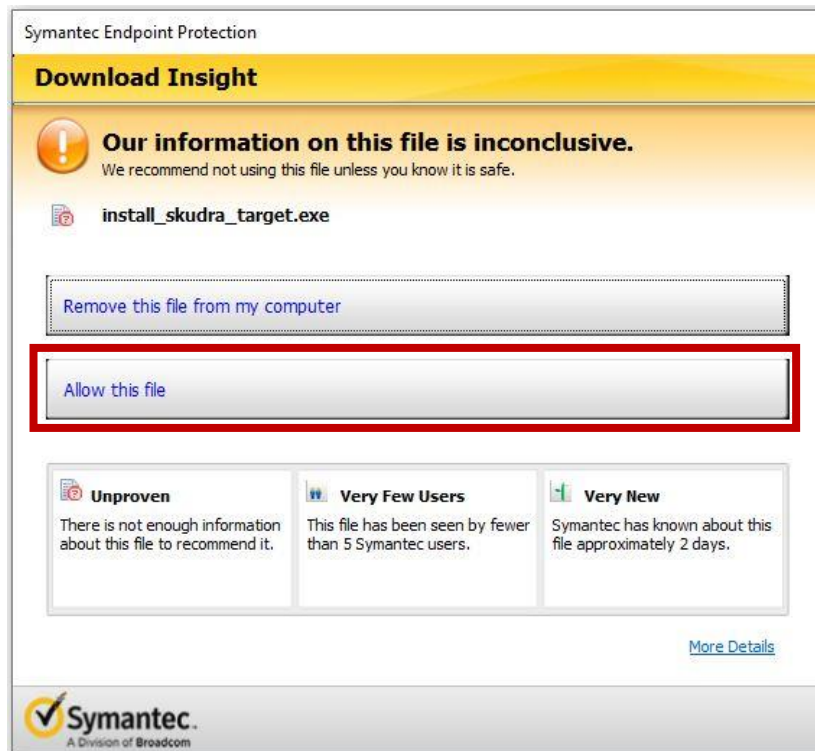 Symantec Endpoint Protection
Download Insight
Our information on this file is inconclusive.
We recommend not using this file unless you know it is safe.
install_skudra_target.exe
Remove this file from my computer
Allow this file
Unproven
There is not enough information
about this file to recommend it.
Very Few Users
This file has been seen by fewer
than 5 Symantec users.
Very New
Symantec has known about this
file approximately 2 days.
More Details
Symantec.
A Division of Broadcom